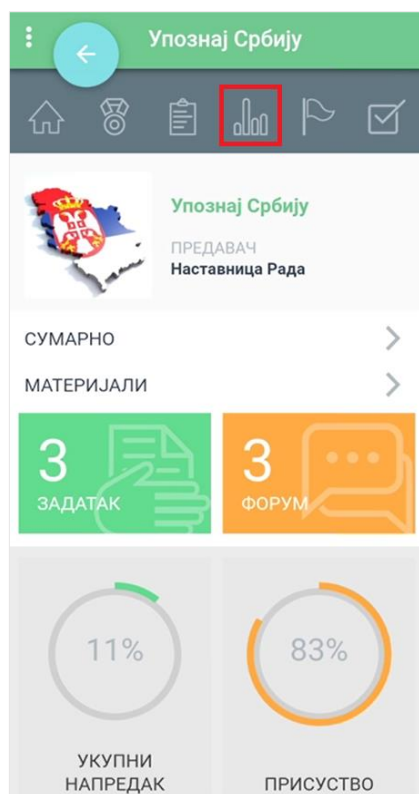 Упознај Србију
Упознај Србију
ПРЕДАВАЧ
Наставница Рада
СУМАРНО
МАТЕРИЈАЛИ
3
ЗАДАТАК
3
ФОРУМ
11%
83%
УКУПНИ
НАПРЕДАК
ПРИСУСТВО